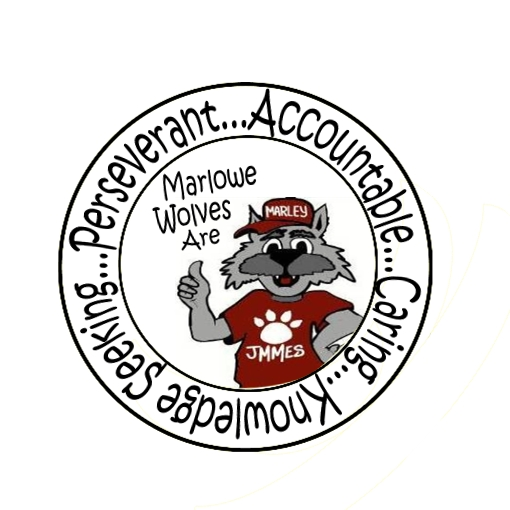 Perseverant...Accountable...Caring...Knowledge Seeking...
Marlowe
Wolves
Are
MARLEY
JMMES